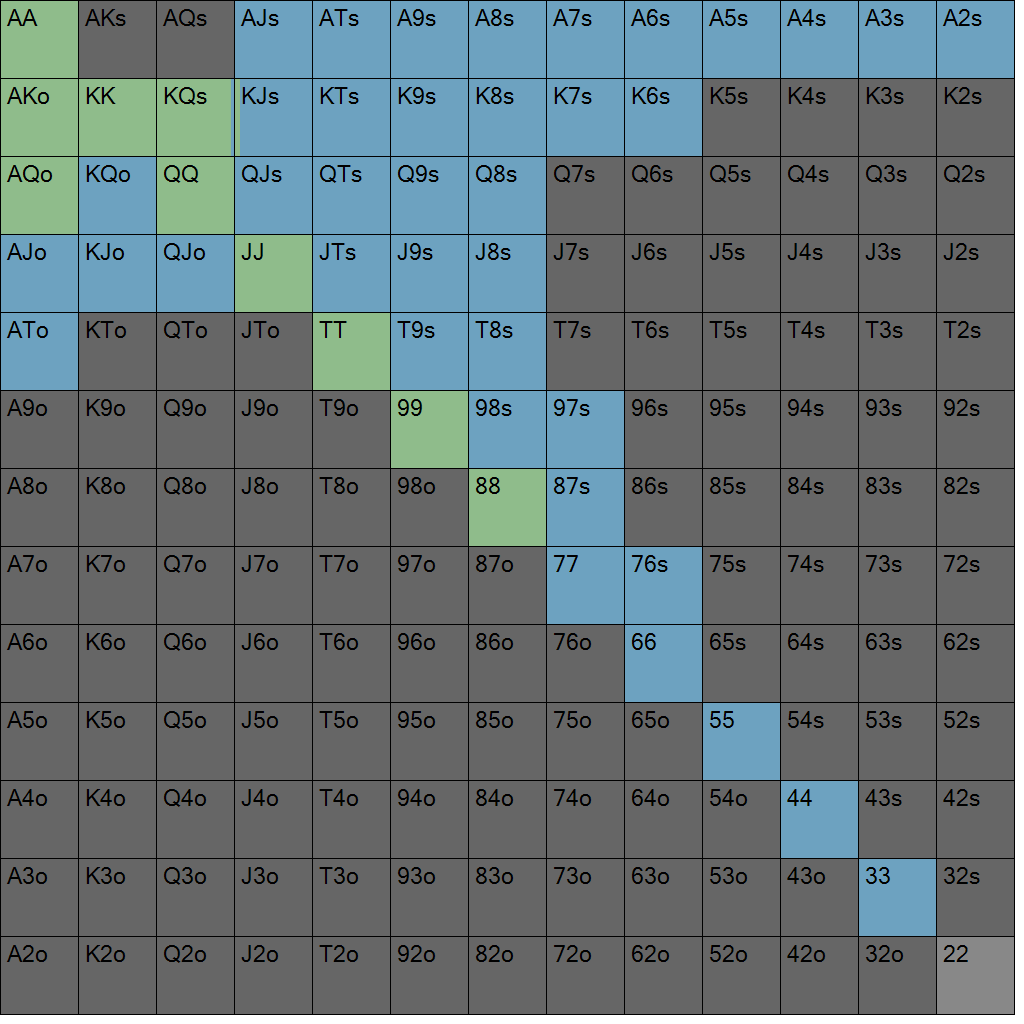 AA AKs AQs AJs ATs A9s A8s A7s A6s A5s A4s A3s A2s
AKo KK KQs KJs KTs K9s K8s K7s K6s K5s K4s K3s K2s
AQo KQo QQ QJs QTs Q9s Q8s Q7s Q6s Q5s Q4s Q3s Q2s
AJo KJo QJo JJ JTs J9s J8s J7s J6s J5s J4s J3s J2s
ATo KTo QTo JTo TT T9s T8s T7s T6s T5s T4s T3s T2s
A9o K9o Q9o J9o T9o 99 98s 97s 96s 95s 94s 93s 92s
A8o K8o Q8o J8o T8o 98o 88 87s 86s 85s 84s 83s 82s
A7o K7o Q7o J7o T7o 97o 87o 77 76s 75s 74s 73s 72s
A6o K6o Q6o J6o T6o 96o 86o 76o 66 65s 64s 63s 62s
A5o K5o Q5o J5o T5o 95o 85o 75o 65o 55 54s 53s 52s
A4o K4o Q4o J4o T4o 94o 84o 74o 64o 54o 44 43s 42s
A3o K3o Q3o J3o T3o 93o 83o 73o 63o 53o 43o 33 32s
A2o K2o Q2o J2o T2o 92o 82o 72o 62o 52o 42o 32o 22